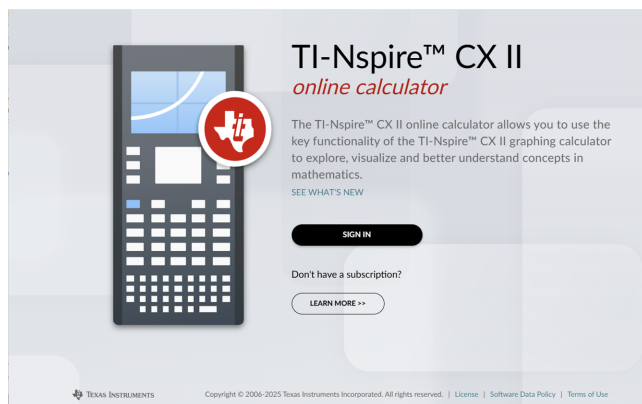 TI-Nspire™ CX II
online calculator
The TI-Nspire™ CX II online calculator allows you to use the
key functionality of the TI-Nspire™ CX II graphing calculator
to explore, visualize and better understand concepts in
mathematics.
SEE WHAT'S NEW
SIGN IN
Don't have a subscription?
LEARN MORE >>
TEXAS INSTRUMENTS
Copyright © 2006-2025 Texas Instruments Incorporated. All rights reserved. | License | Software Data Policy | Terms of Use